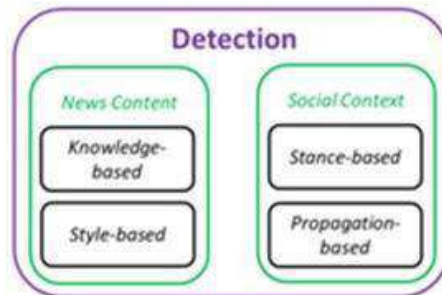 Detection
News Content
Knowledge-
based
Style-based
Social Context
Stance-based
Propagation-
based